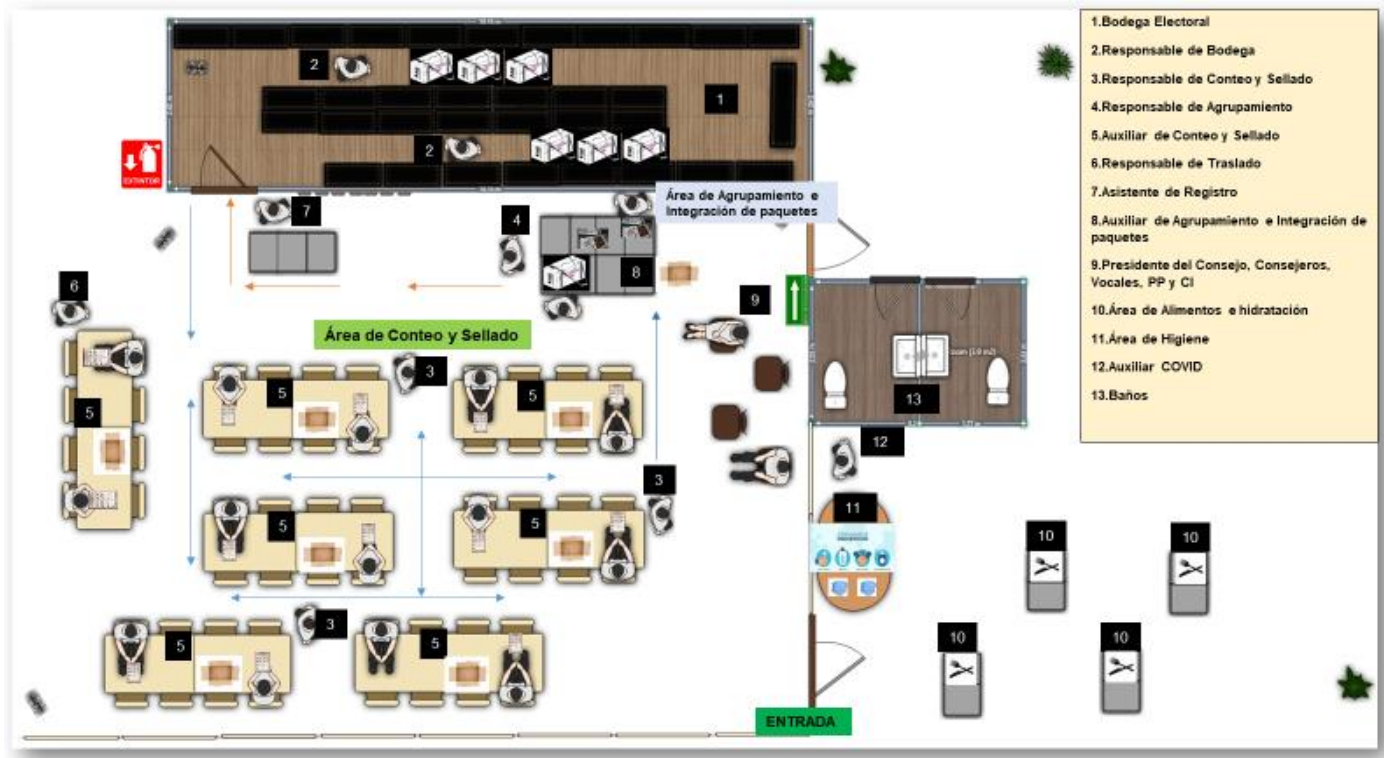 1.Bodega Electoral
2.Responsable de Bodega
3.Responsable de Conteo y Sellado
4.Responsable de Agrupamiento
5.Auxiliar de Conteo y Sellado
6.Responsable de Traslado
7.Asistente de Registro
8.Auxiliar de Agrupamiento e Integración de
paquetes
9.Presidente del Consejo, Consejeros,
Vocales, PP y CI
10.Área de Alimentos e hidratación
11.Área de Higiene
12.Auxiliar COVID
13.Baños
2
1
2
EXTINTOR
Área de Agrupamiento e
Integración de paquetes
7
4
8
6
9
Área de Conteo y Sellado
3
5
5
5
13
12
3
5
5
11
10
10
3
5
5
10
10
ENTRADA